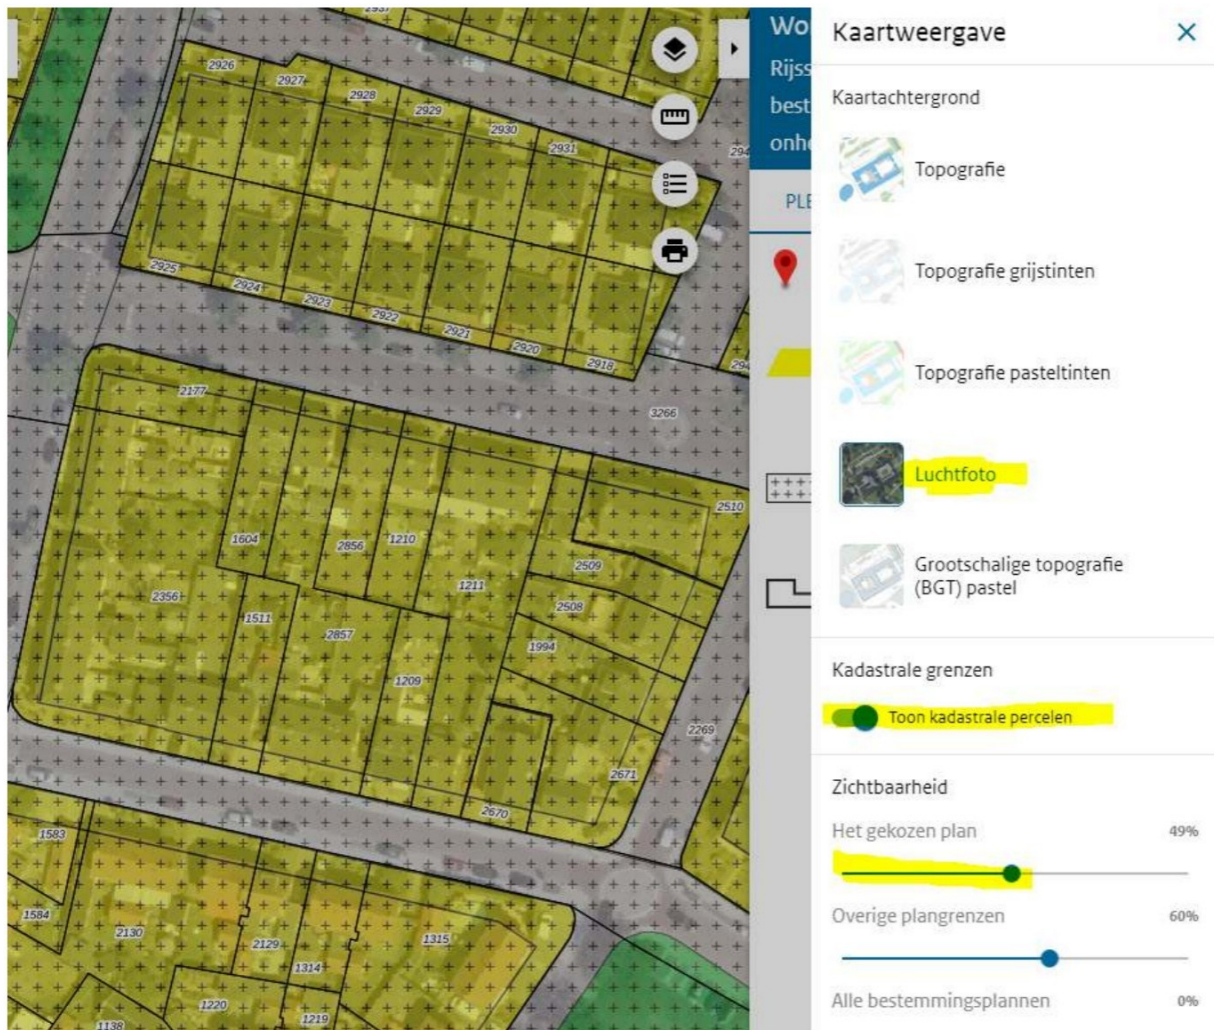 2937
2926
2927
2928
2929
2930
2931
2925
2924
2923
2922
2921
2920
2918
2177
3266
2510
1604
2856
1210
2509
1211
2508
2356
1511
2857
1994
1209
2269
2671
2670
1583
1584
2130
2129
1315
1314
1220
1219
1138
Wo
Rijss
best
onh
PLE
Kaartweergave
Kaartachtergrond
Topografie
Topografie grijstinten
Topografie pasteltinten
Luchtfoto
Grootschalige topografie
(BGT) pastel
Kadastrale grenzen
Toon kadastrale percelen
Zichtbaarheid
Het gekozen plan 49%
Overige plangrenzen 60%
Alle bestemmingsplannen 0%